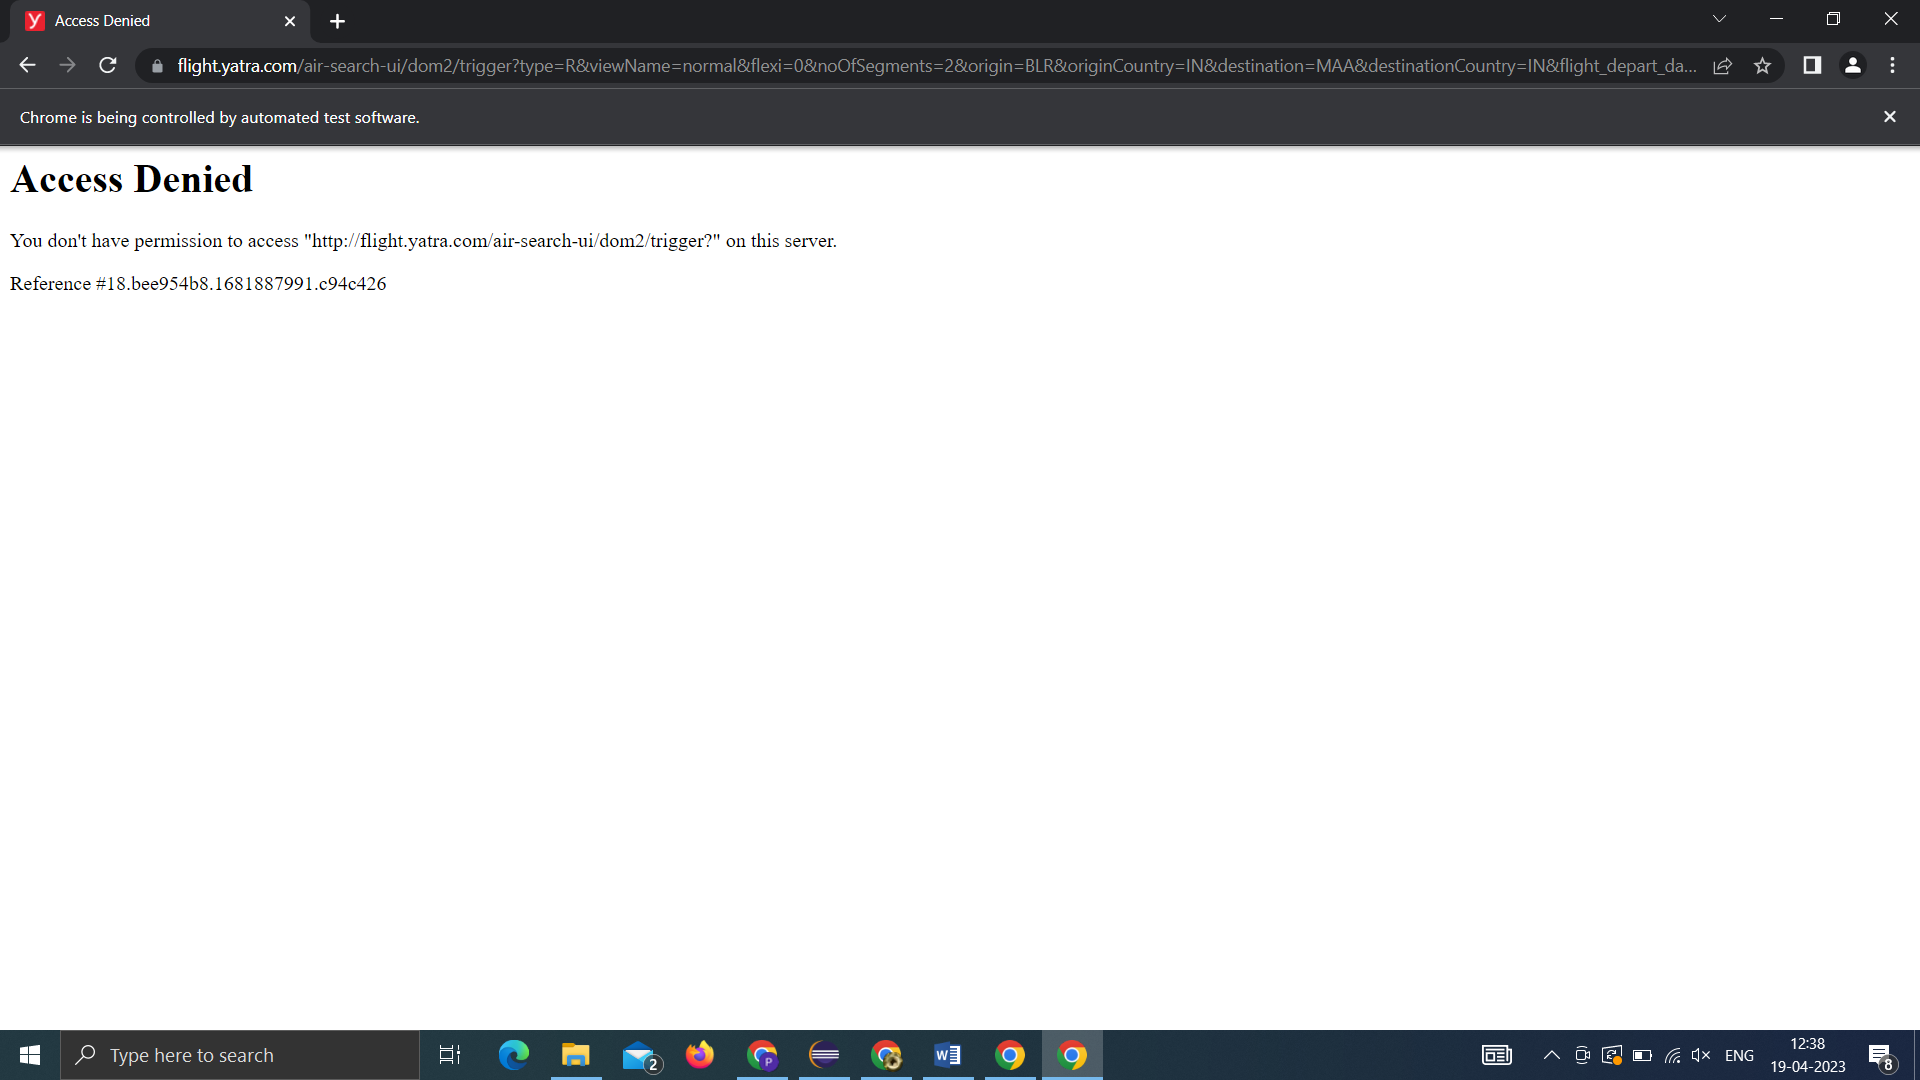 Access Denied
flight.yatra.com/air-search-ui/dom2/trigger?type=R&viewName=normal&flexi=0&noOfSegments=2&origin=BLR&originCountry=IN&destination=MAA&destinationCountry=IN&flight_depart_da...
Chrome is being controlled by automated test software.
Access Denied
You don't have permission to access "http://flight.yatra.com/air-search-ui/dom2/trigger?" on this server.
Reference #18.bee954b8.1681887991.c94c426
Type here to search
2
P
W
ENG
12:38
19-04-2023
8